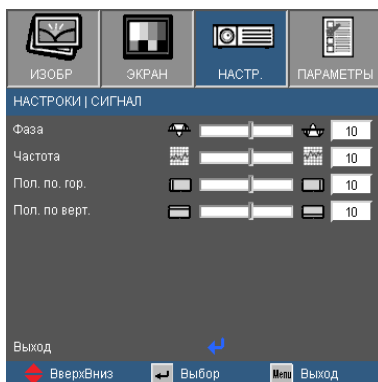 ИЗОБР ЭКРАН НАСТР. ПАРАМЕТРЫ
НАСТРОКИ | СИГНАЛ
Фаза 10
Частота 10
Пол. по. гор. 10
Пол. по верт. 10
Выход
ВверхВниз Выбор Menu Выход